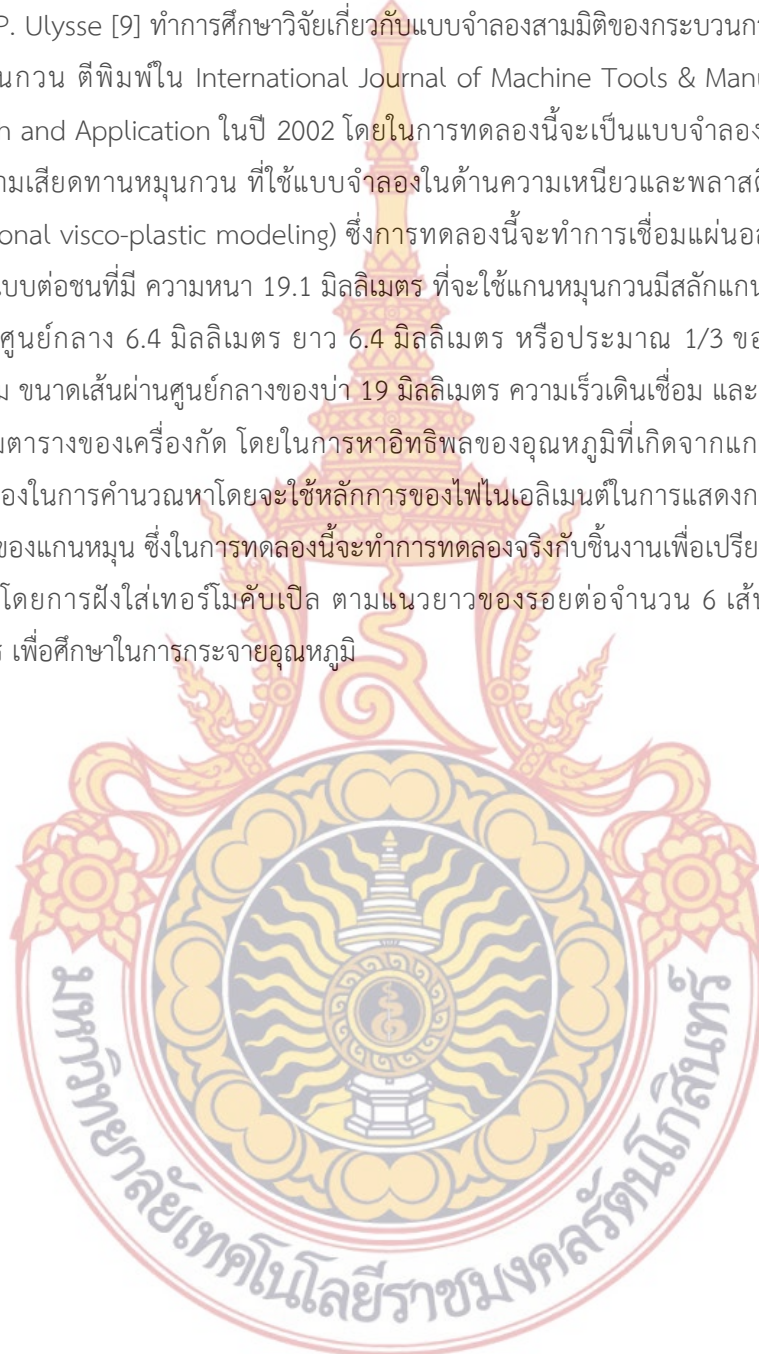 P. Ulysse [9] ทำการศึกษาวิจัยเกี่ยวกับแบบจำลองสามมิติของกระบวนกา
นกวน ตีพิมพ์ใน International Journal of Machine Tools & Manu
n and Application ในปี 2002 โดยในการทดลองนี้จะเป็นแบบจำลอง
ามเสียดทานหมุนกวน ที่ใช้แบบจำลองในด้านความเหนียวและพลาสติ
onal visco-plastic modeling) ซึ่งการทดลองนี้จะทำการเชื่อมแผ่นอล
แบบต่อชนที่มี ความหนา 19.1 มิลลิเมตร ที่จะใช้แกนหมุนกวนมีสลักแกน
ศูนย์กลาง 6.4 มิลลิเมตร ยาว 6.4 มิลลิเมตร หรือประมาณ 1/3 ขอ
ม ขนาดเส้นผ่านศูนย์กลางของบ่า 19 มิลลิเมตร ความเร็วเดินเชื่อม และ
มตารางของเครื่องกัด โดยในการหาอิทธิพลของอุณหภูมิที่เกิดจากแก
องในการคำนวณหาโดยจะใช้หลักการของไฟไนเอลิเมนต์ในการแสดงก
ของแกนหมุน ซึ่งในการทดลองนี้จะทำการทดลองจริงกับชิ้นงานเพื่อเปรีย
โดยการฝังใส่เทอร์โมคับเปิล ตามแนวยาวของรอยต่อจำนวน 6 เส้น
ร เพื่อศึกษาในการกระจายอุณหภูมิ
มหาวิทยาลัยเทคโนโลยีราชมงคลรัตนโกสินทร์